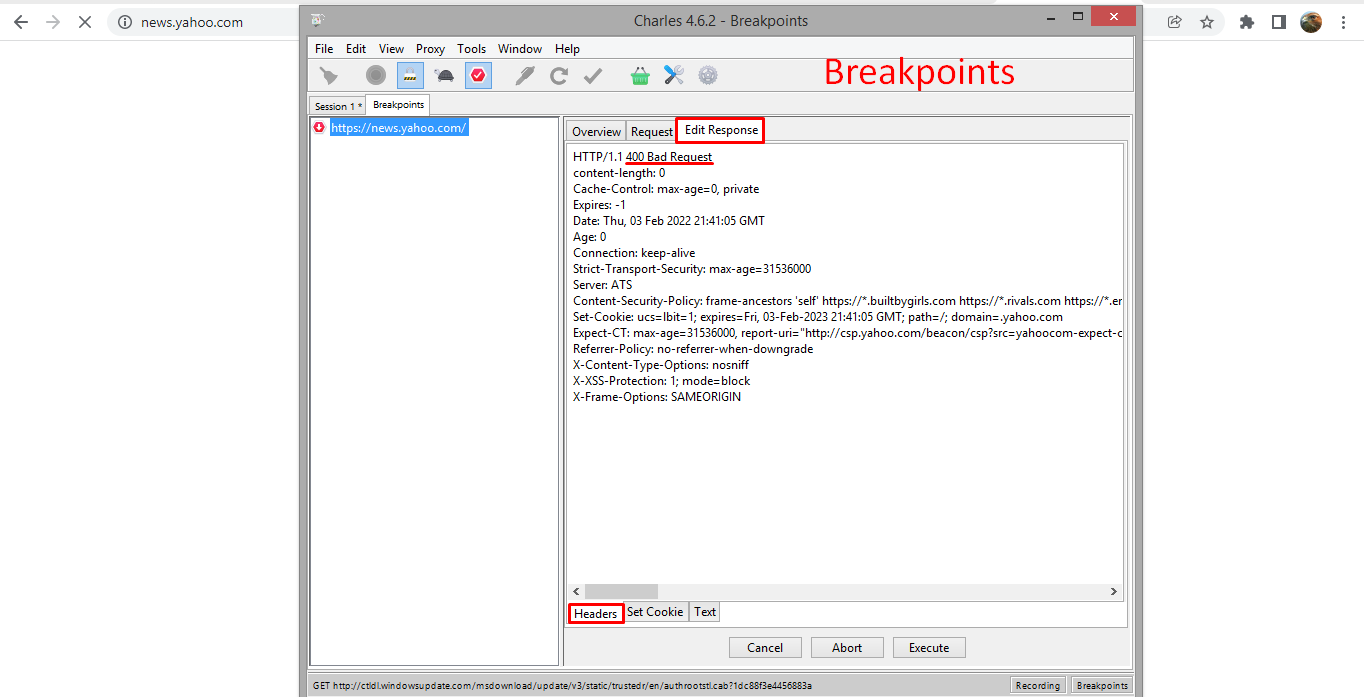 news.yahoo.com
Charles 4.6.2 - Breakpoints
File Edit View Proxy Tools Window Help
Breakpoints
Session 1 * Breakpoints
https://news.yahoo.com/
Overview Request Edit Response
HTTP/1.1 400 Bad Request
content-length: 0
Cache-Control: max-age=0, private
Expires: -1
Date: Thu, 03 Feb 2022 21:41:05 GMT
Age: 0
Connection: keep-alive
Strict-Transport-Security: max-age=31536000
Server: ATS
Content-Security-Policy: frame-ancestors 'self' https://*.builtbygirls.com https://*.rivals.com https://*.er
Set-Cookie: ucs=lbit=1; expires=Fri, 03-Feb-2023 21:41:05 GMT; path=/; domain=.yahoo.com
Expect-CT: max-age=31536000, report-uri="http://csp.yahoo.com/beacon/csp?src=yahoocom-expect-c
Referrer-Policy: no-referrer-when-downgrade
X-Content-Type-Options: nosniff
X-XSS-Protection: 1; mode=block
X-Frame-Options: SAMEORIGIN
Headers Set Cookie Text
Cancel Abort Execute
GET http://ctldl.windowsupdate.com/msdownload/update/v3/static/trustedr/en/authrootstl.cab?1dc88f3e4456883a
Recording Breakpoints